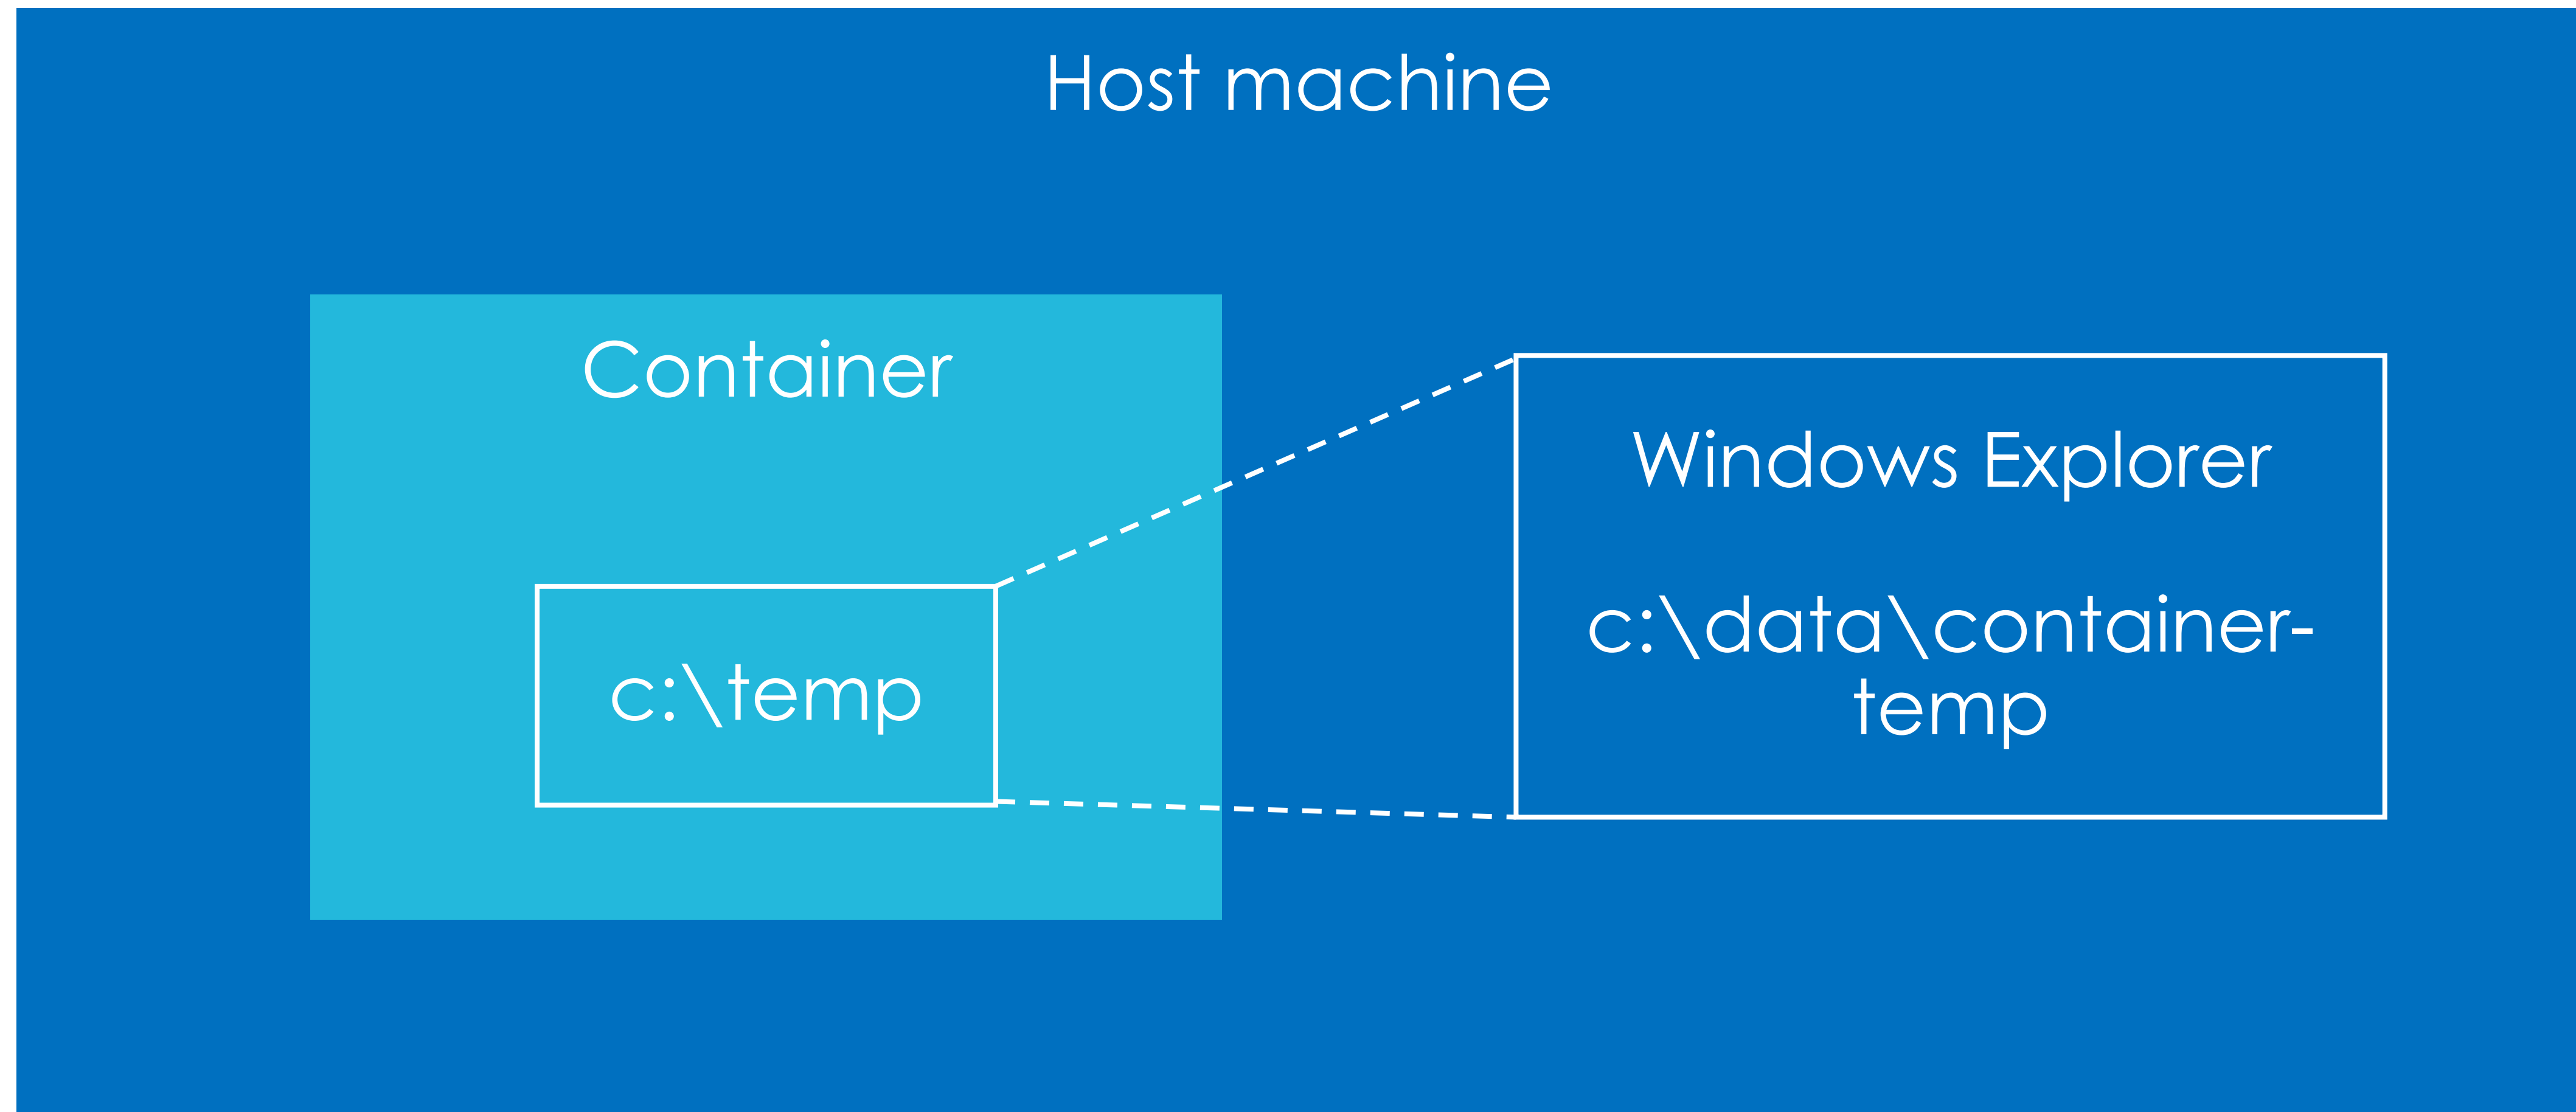 Host machine
Container
c:\temp
Windows Explorer
c:\data\container-
temp